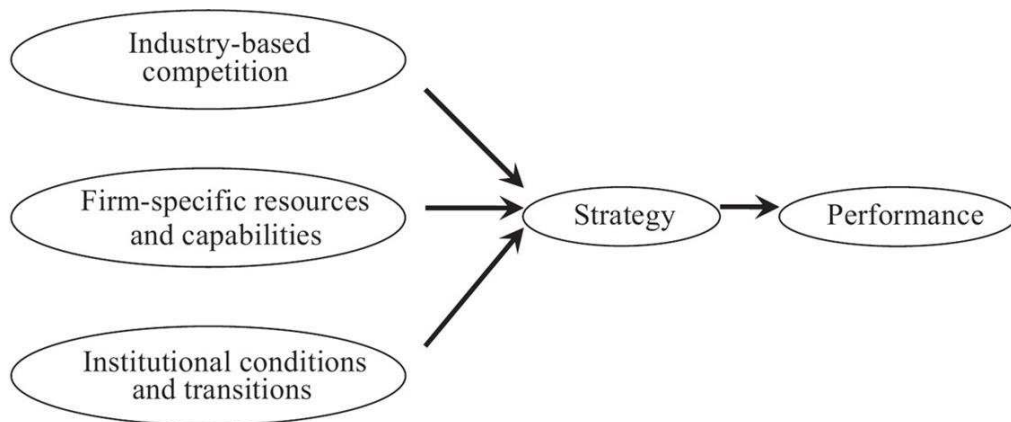 Industry-based
competition
Firm-specific resources
and capabilities
Strategy
Performance
Institutional conditions
and transitions